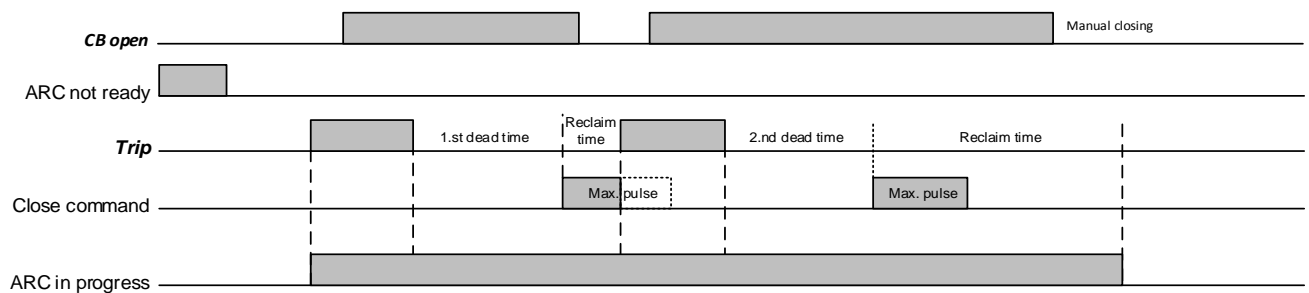 CB open
Manual closing
ARC not ready
Trip
1.st dead time
Reclaim
time
2.nd dead time
Reclaim time
Close command
Max. pulse
Max. pulse
ARC in progress